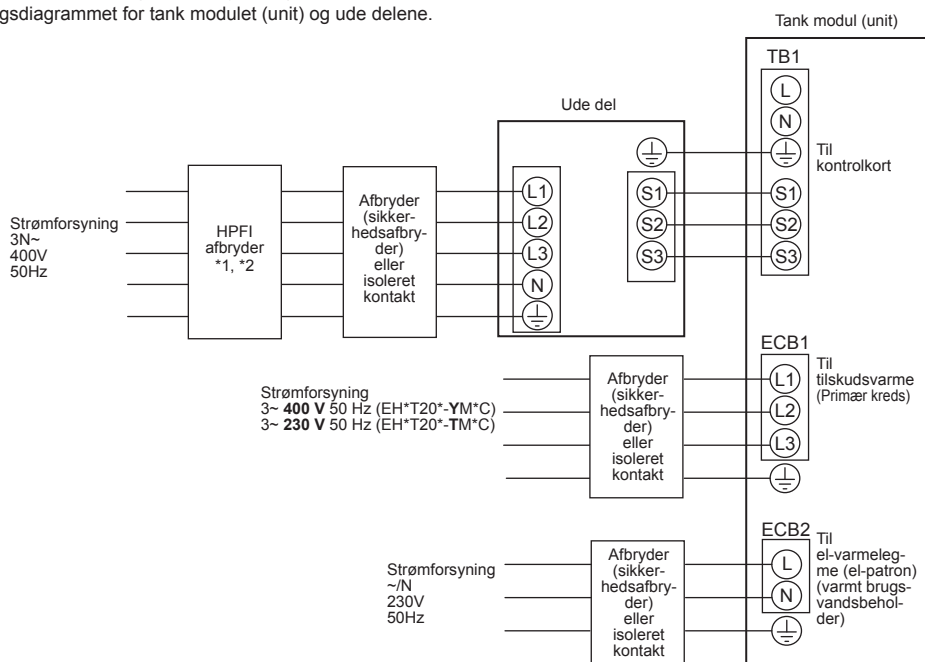 gsdiagrammet for tank modulet (unit) og ude delene.
Tank modul (unit)
TB1
L
N
Til
kontrolkort
S1
S2
S3
Ude del
L1
L2
L3
N
S1
S2
S3
Strømforsyning
3N~
400V
50Hz
HPFI
afbryder
*1, *2
Afbryder
(sikker-
hedsafbry-
der)
eller
isoleret
kontakt
ECB1
Til
tilskudsvarme
(Primær kreds)
L1
L2
L3
Strømforsyning
3~ 400 V 50 Hz (EH*T20*-YM*C)
3~ 230 V 50 Hz (EH*T20*-TM*C)
Afbryder
(sikker-
hedsafbry-
der)
eller
isoleret
kontakt
ECB2
Til
el-varmeleg-
me (el-patron)
(varmt brugs-
vandsbehol-
der)
L
N
Strømforsyning
~/N
230V
50Hz
Afbryder
(sikker-
hedsafbry-
der)
eller
isoleret
kontakt